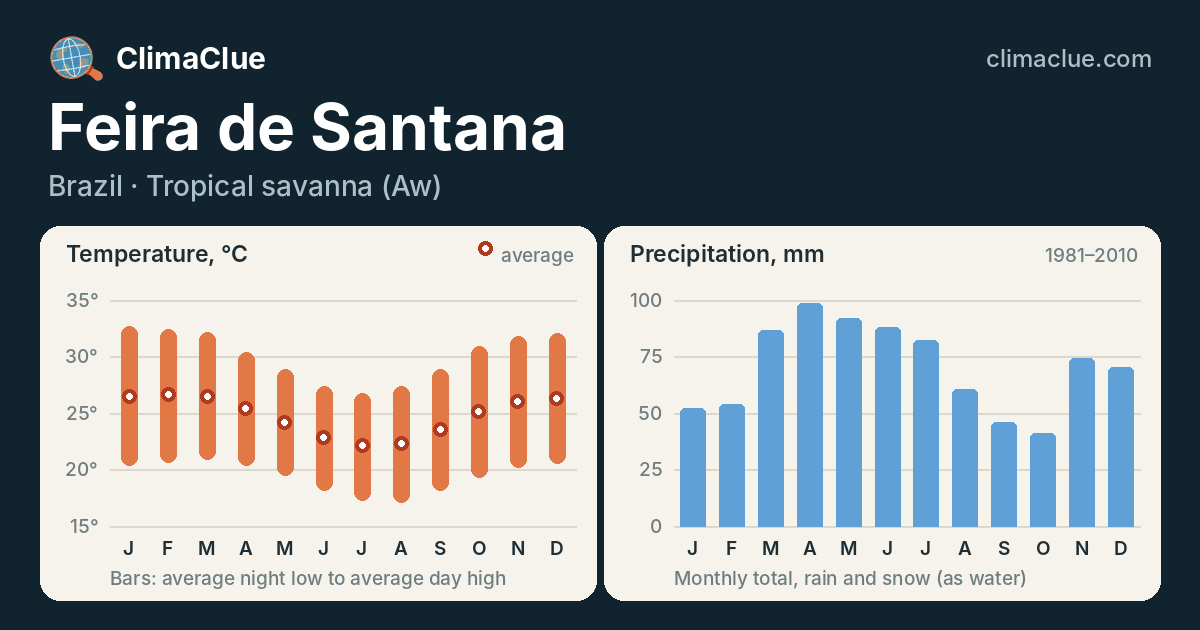 ClimaClue
climaclue.com
Feira de Santana
Brazil · Tropical savanna (Aw)
Temperature, °C
average
35°
30°
25°
20°
15°
J F M A M J J A S O N D
Bars: average night low to average day high
Precipitation, mm
1981–2010
100
75
50
25
0
J F M A M J J A S O N D
Monthly total, rain and snow (as water)